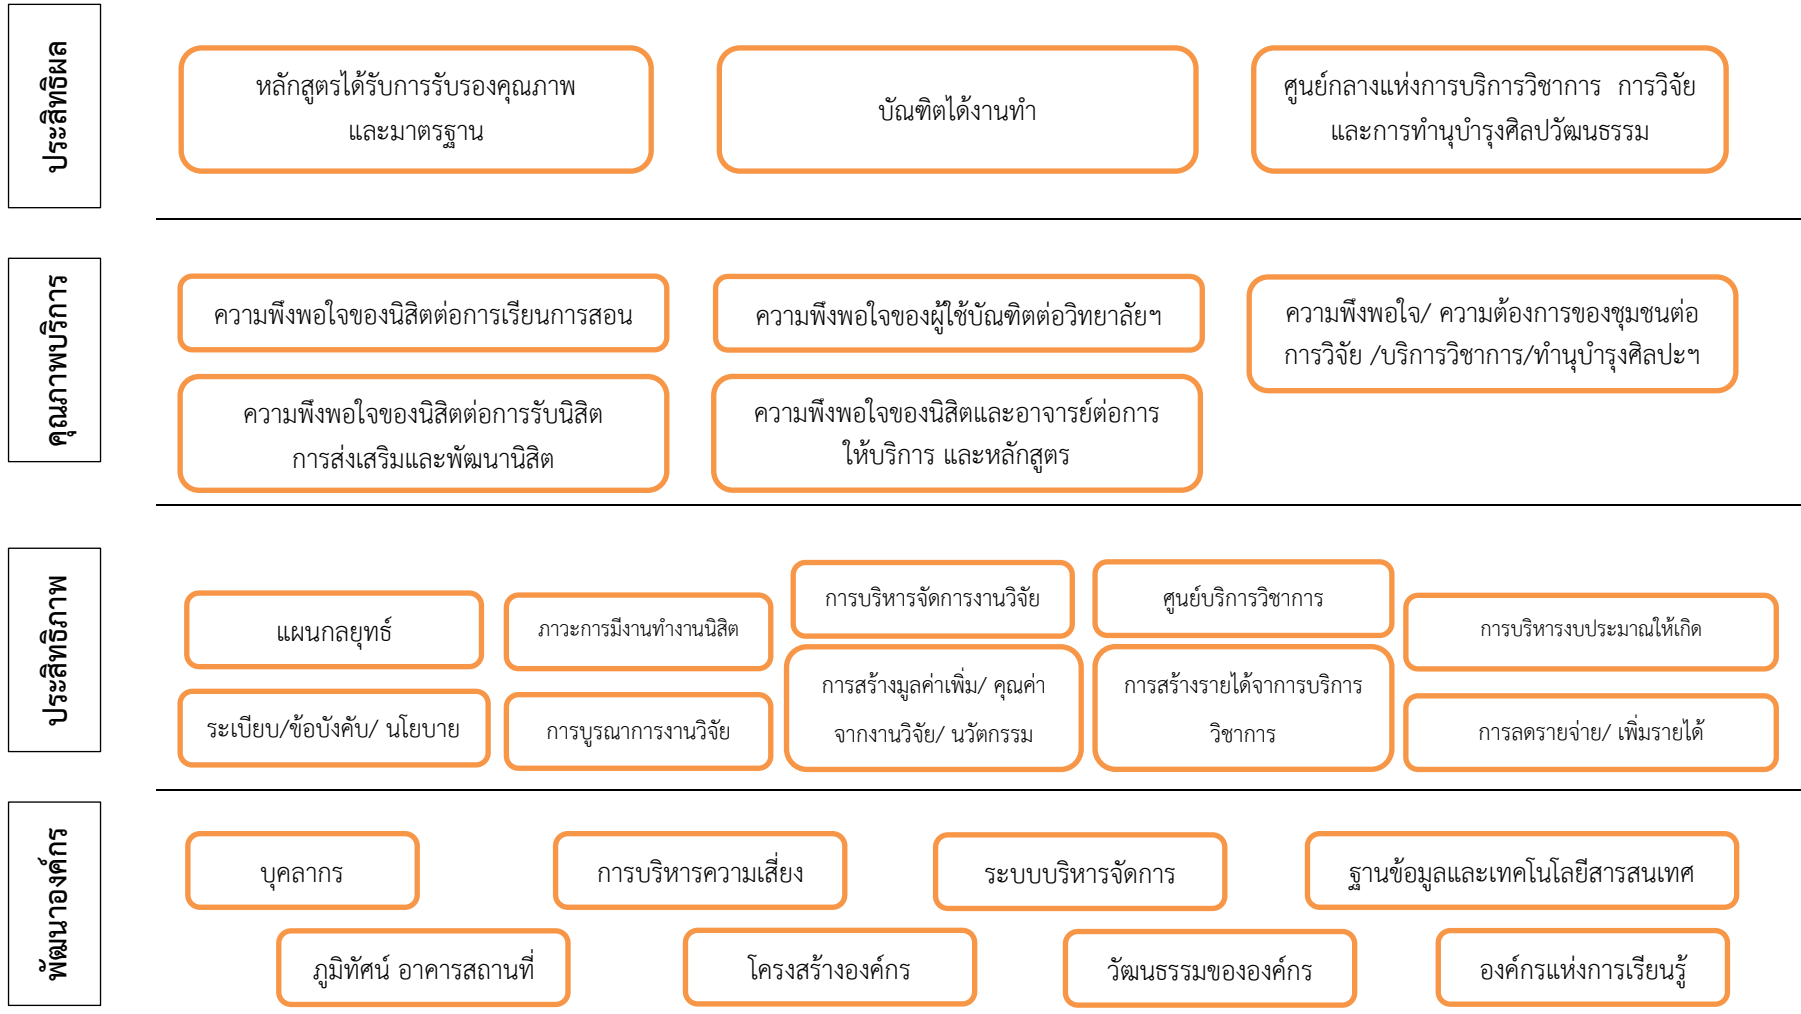 ประสิทธิผล
หลักสูตรได้รับการรับรองคุณภาพ
และมาตรฐาน
บัณฑิตได้งานทำ
ศูนย์กลางแห่งการบริการวิชาการ การวิจัย
และการทำนุบำรุงศิลปวัฒนธรรม
คุณภาพบริการ
ความพึงพอใจของนิสิตต่อการเรียนการสอน
ความพึงพอใจของผู้ใช้บัณฑิตต่อวิทยาลัยฯ
ความพึงพอใจ/ ความต้องการของชุมชนต่อ
การวิจัย /บริการวิชาการ/ทำนุบำรุงศิลปะฯ
ความพึงพอใจของนิสิตต่อการรับนิสิต
การส่งเสริมและพัฒนานิสิต
ความพึงพอใจของนิสิตและอาจารย์ต่อการ
ให้บริการ และหลักสูตร
ประสิทธิภาพ
แผนกลยุทธ์
ภาวะการมีงานทำงานนิสิต
การบริหารจัดการงานวิจัย
ศูนย์บริการวิชาการ
การบริหารงบประมาณให้เกิด
ระเบียบ/ข้อบังคับ/ นโยบาย
การบูรณาการงานวิจัย
การสร้างมูลค่าเพิ่ม/ คุณค่า
จากงานวิจัย/ นวัตกรรม
การสร้างรายได้จาการบริการ
วิชาการ
การลดรายจ่าย/ เพิ่มรายได้
พัฒนาองค์กร
บุคลากร
การบริหารความเสี่ยง
ระบบบริหารจัดการ
ฐานข้อมูลและเทคโนโลยีสารสนเทศ
ภูมิทัศน์ อาคารสถานที่
โครงสร้างองค์กร
วัฒนธรรมขององค์กร
องค์กรแห่งการเรียนรู้